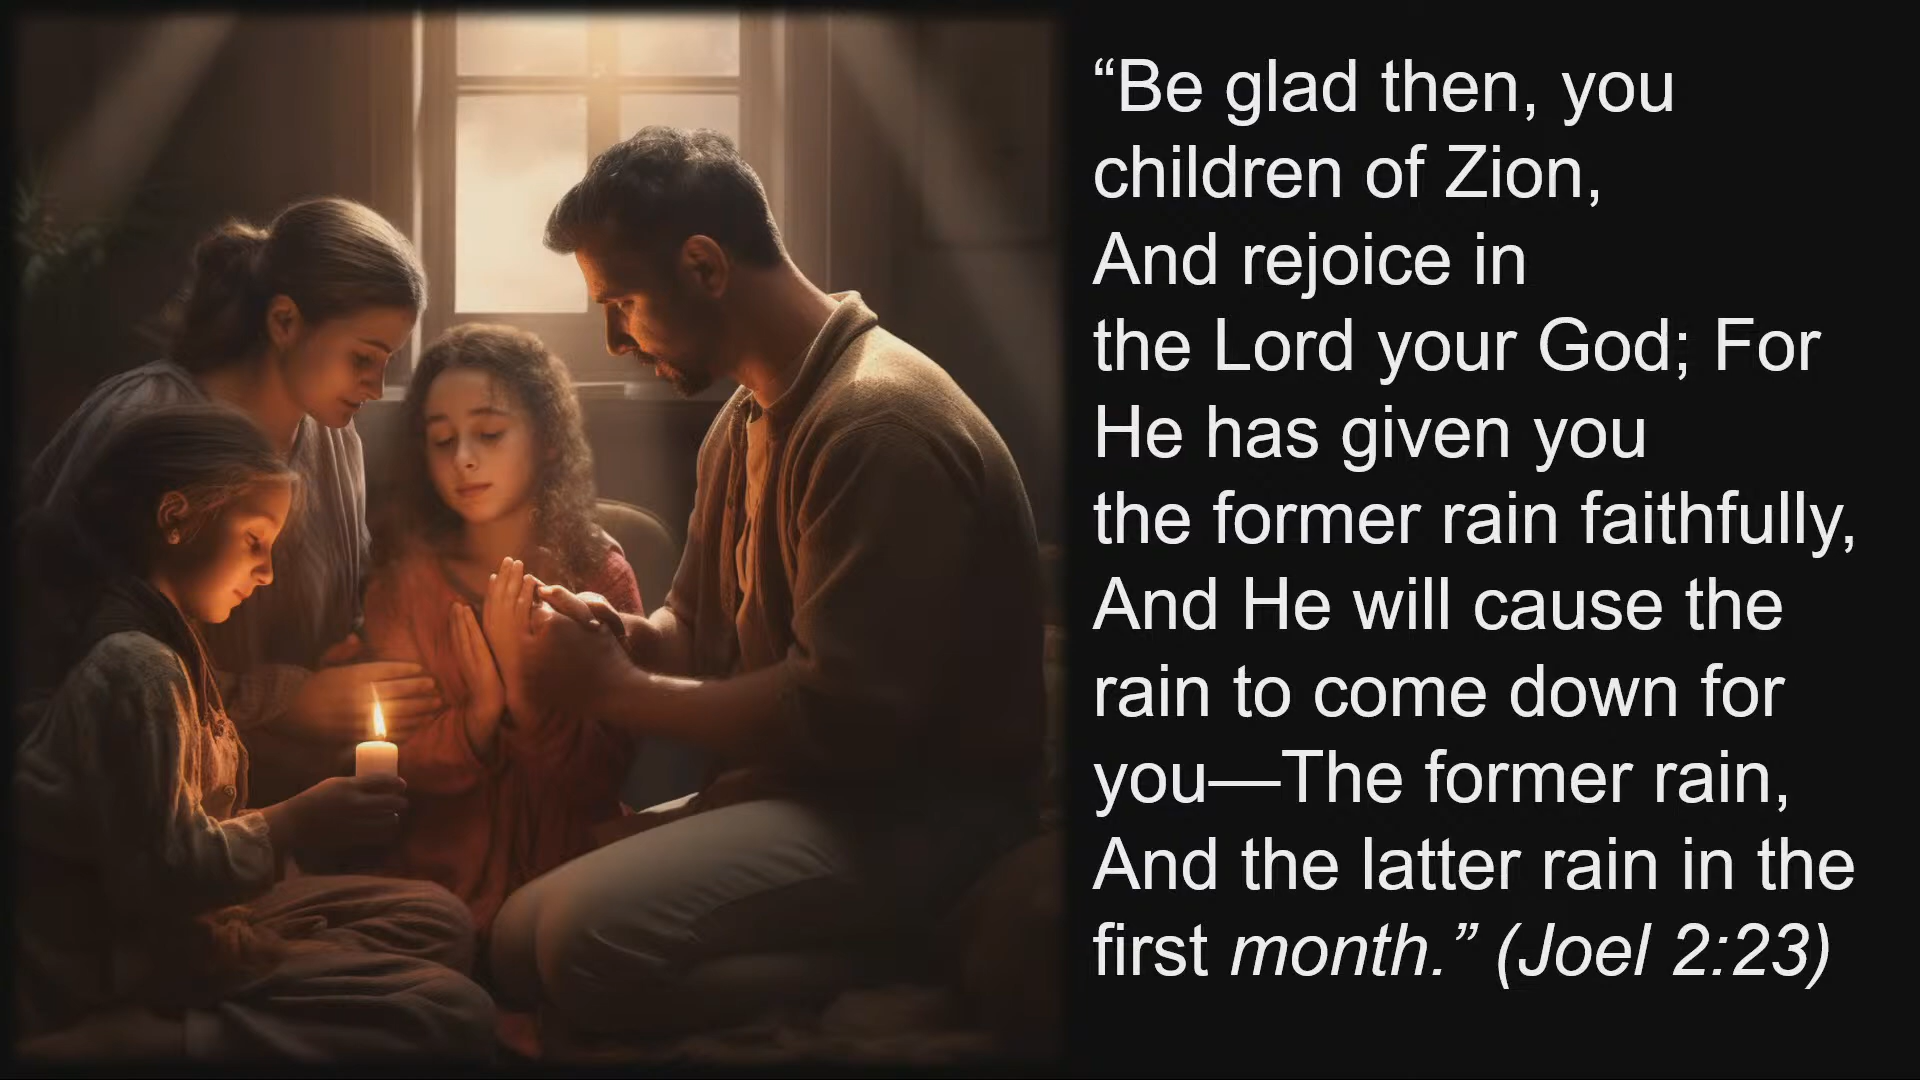 “Be glad then, you
children of Zion,
And rejoice in
the Lord your God; For
He has given you
the former rain faithfully,
And He will cause the
rain to come down for
you—The former rain,
And the latter rain in the
first month.” (Joel 2:23)